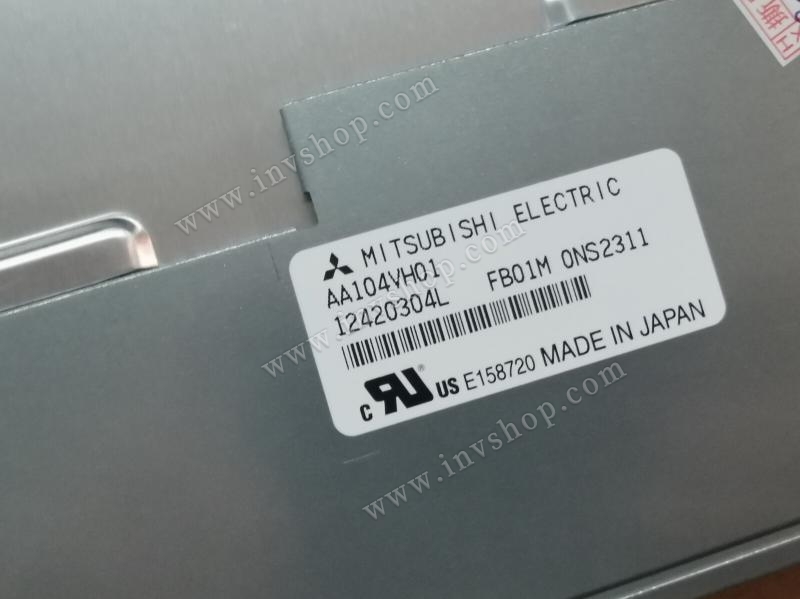 MITSUBISHI ELECTRIC
AA104VH01
12420304L FB01M 0NS2311
c RU ® US E158720 MADE IN JAPAN
www.invshop.com
www.invshop.com
www.invshop.com